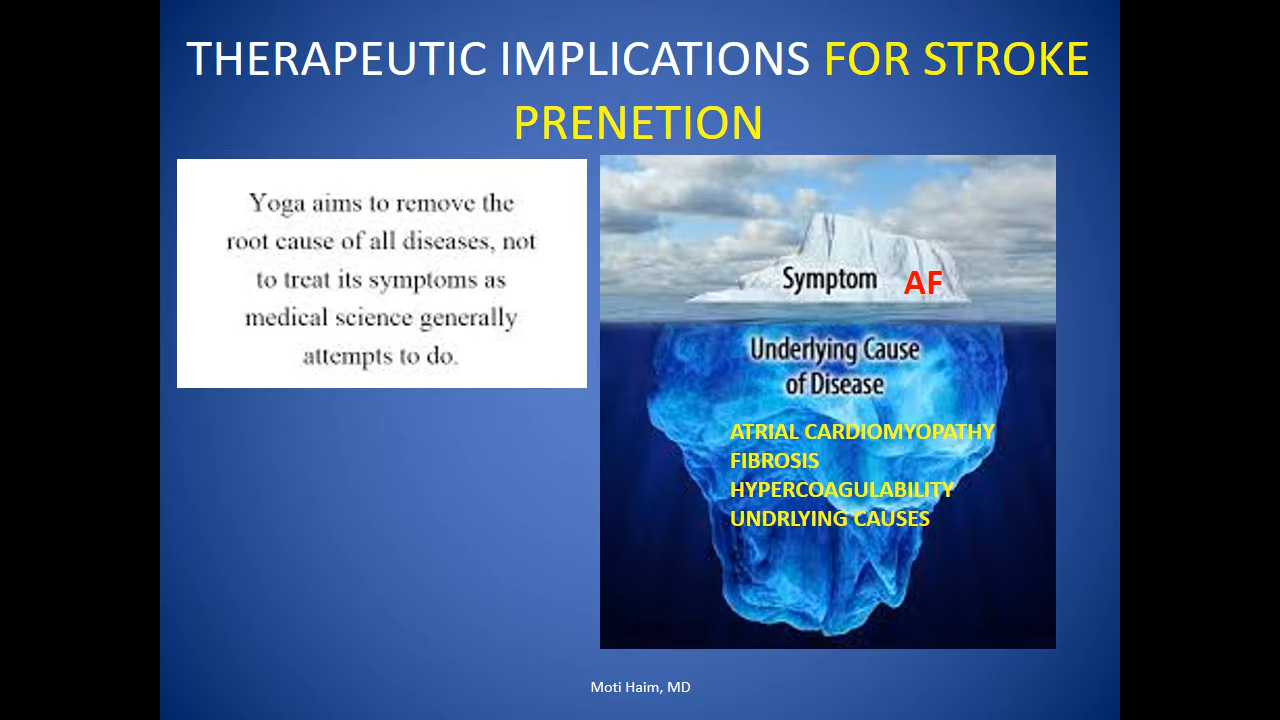 THERAPEUTIC IMPLICATIONS FOR STROKE
PRENETION
Yoga aims to remove the
root cause of all diseases, not
to treat its symptoms as
medical science generally
attempts to do.
Symptom AF
Underlying Cause
of Disease
ATRIAL CARDIOMYOPATHY
FIBROSIS
HYPERCOAGULABILITY
UNDRLYING CAUSES
Moti Haim, MD